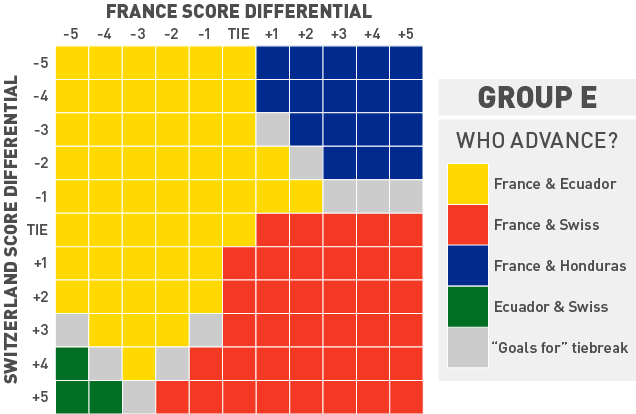 FRANCE SCORE DIFFERENTIAL
-5 -4 -3 -2 -1 TIE +1 +2 +3 +4 +5
SWITZERLAND SCORE DIFFERENTIAL
-5
-4
-3
-2
-1
TIE
+1
+2
+3
+4
+5
GROUP E
WHO ADVANCE?
France & Ecuador
France & Swiss
France & Honduras
Ecuador & Swiss
“Goals for” tiebreak